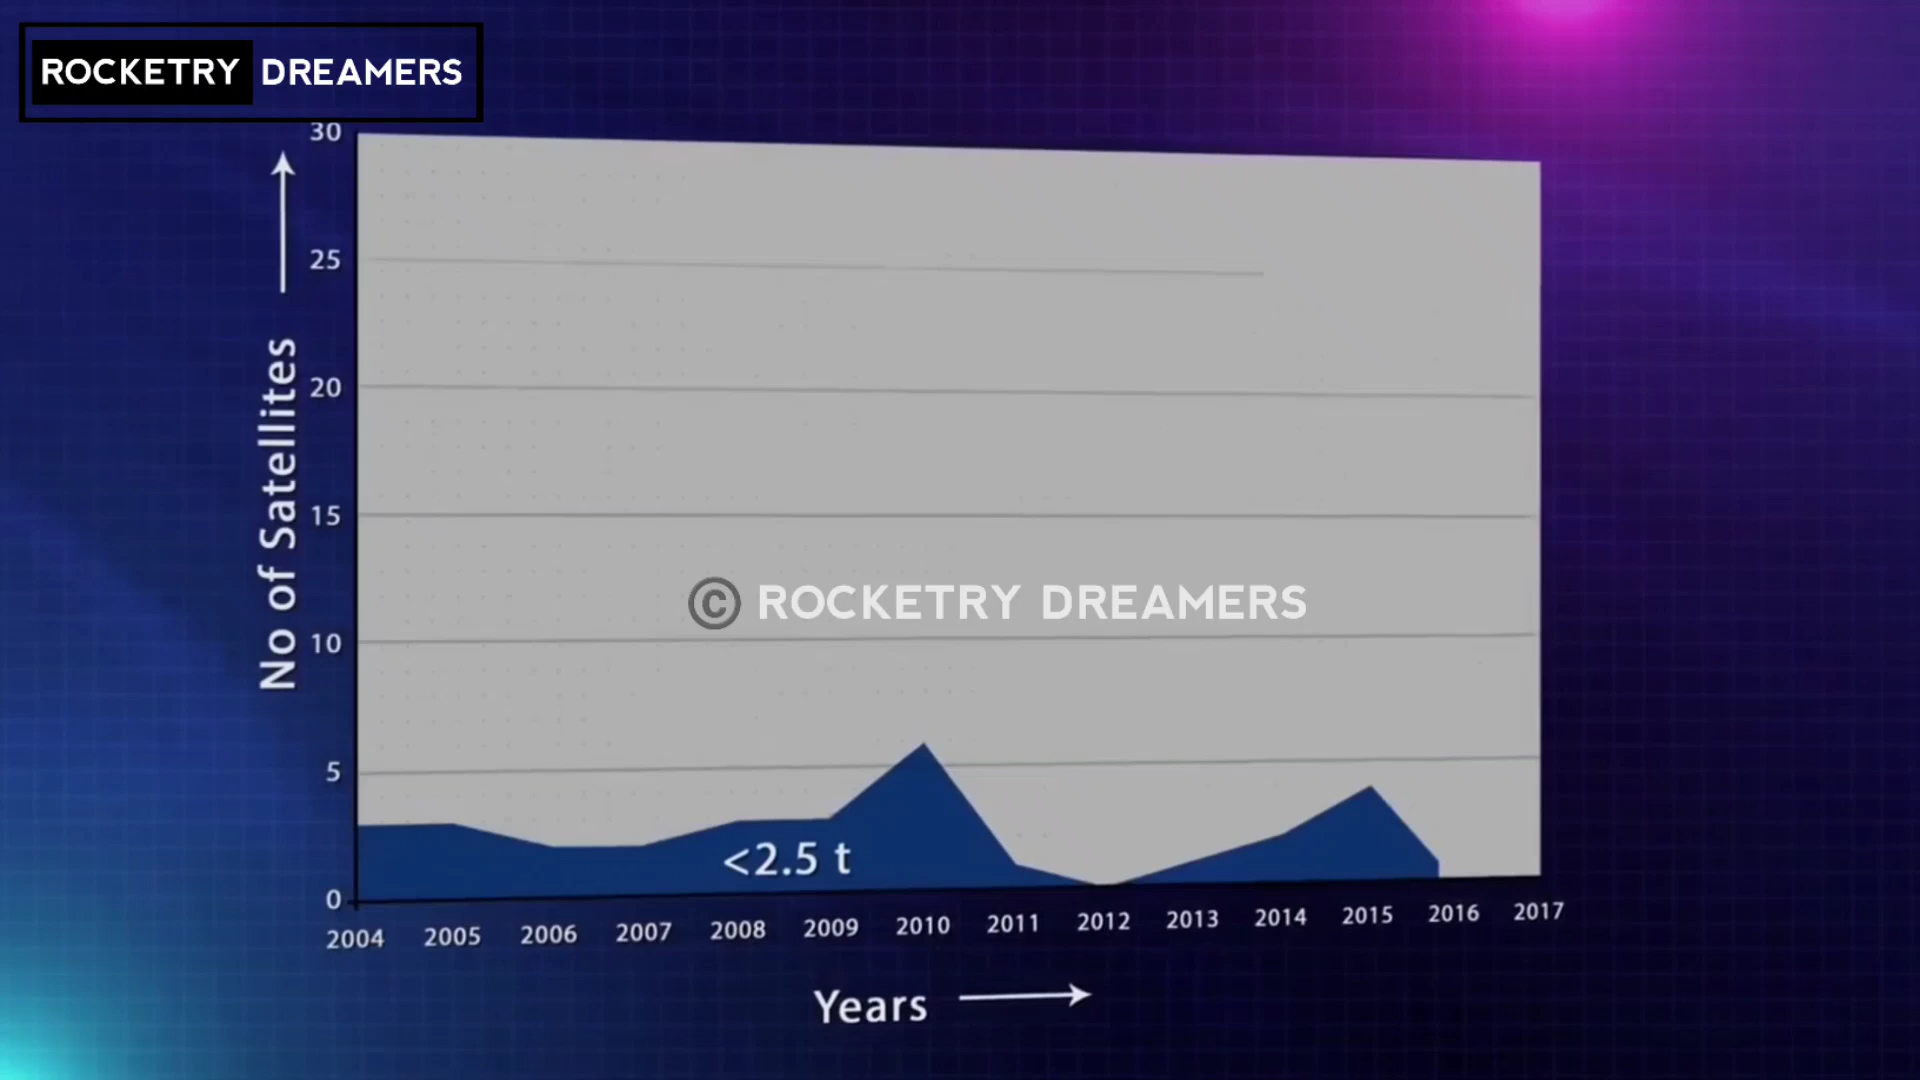 ROCKETRY DREAMERS
30
25
20
15
10
5
0
No of Satellites
© ROCKETRY DREAMERS
<2.5 t
2004 2005 2006 2007 2008 2009 2010 2011 2012 2013 2014 2015 2016 2017
Years